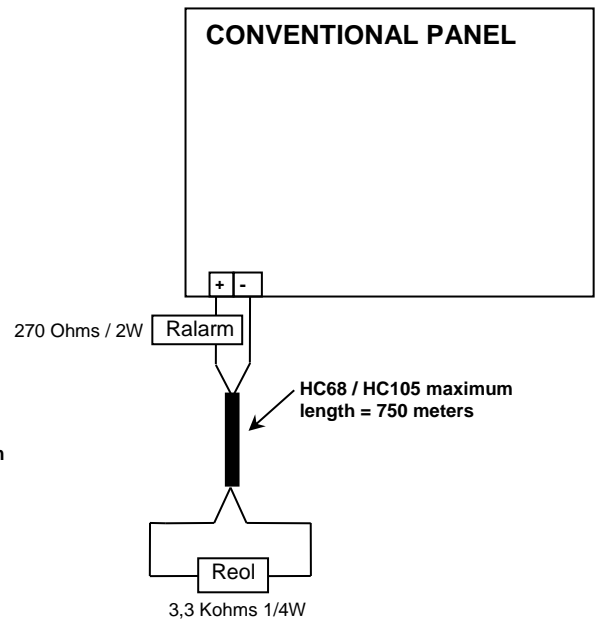 CONVENTIONAL PANEL
+ -
270 Ohms / 2W Ralarm
HC68 / HC105 maximum
length = 750 meters
Reol
3,3 Kohms 1/4W